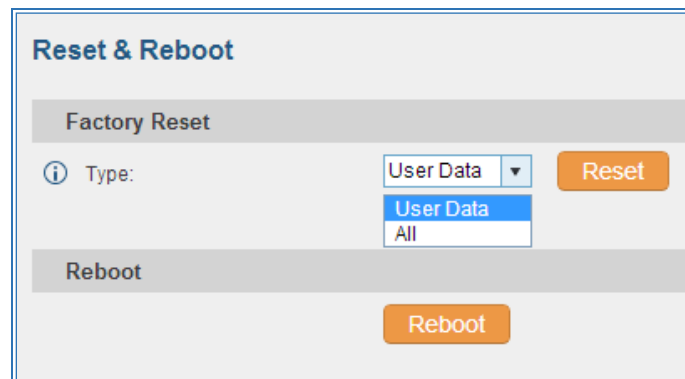 Reset & Reboot
Factory Reset
Type: User Data Reset
User Data
All
Reboot
Reboot